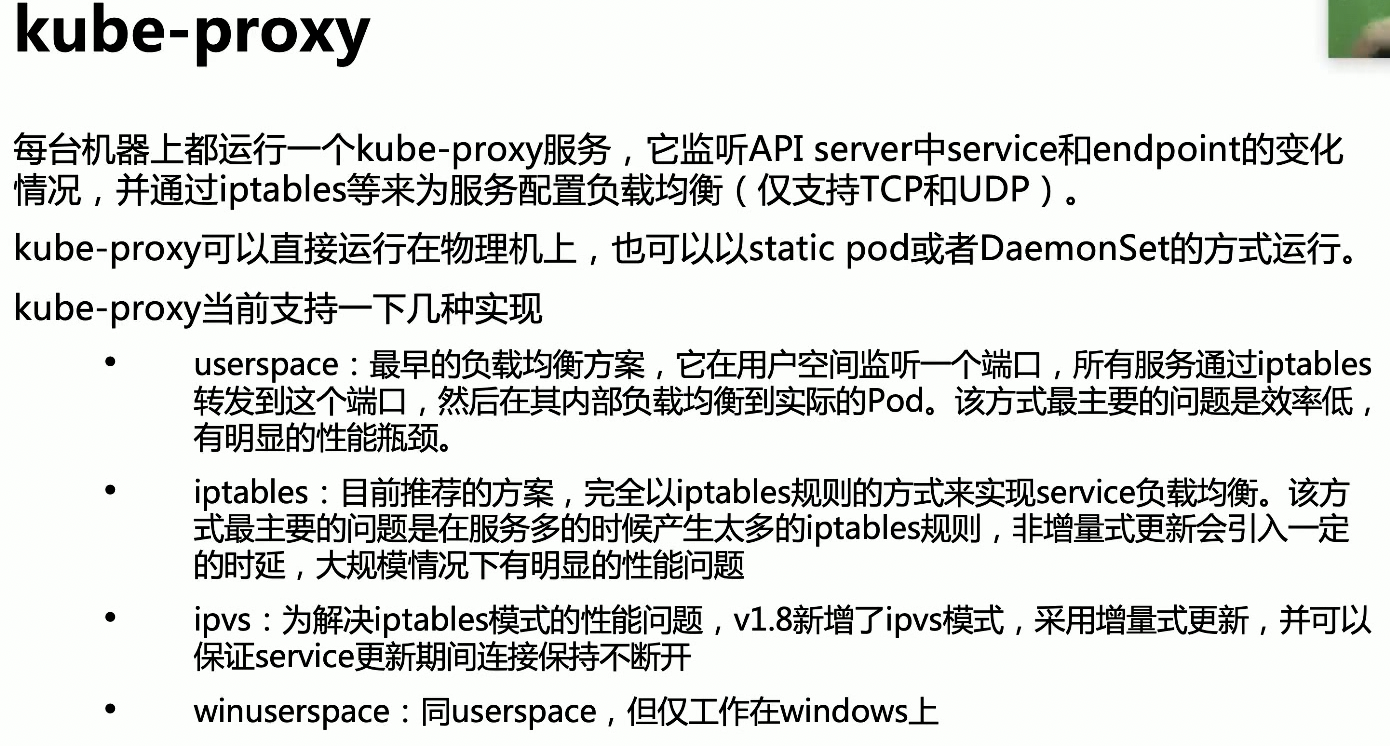 kube-proxy
每台机器上都运行一个kube-proxy服务，它监听API server中service和endpoint的变化
情况，并通过iptables等来为服务配置负载均衡（仅支持TCP和UDP）。
kube-proxy可以直接运行在物理机上，也可以以static pod或者DaemonSet的方式运行。
kube-proxy当前支持一下几种实现
• userspace：最早的负载均衡方案，它在用户空间监听一个端口，所有服务通过iptables
转发到这个端口，然后在其内部负载均衡到实际的Pod。该方式最主要的问题是效率低，
有明显的性能瓶颈。
• iptables：目前推荐的方案，完全以iptables规则的方式来实现service负载均衡。该方
式最主要的问题是在服务多的时候产生太多的iptables规则，非增量式更新会引入一定
的时延，大规模情况下有明显的性能问题
• ipvs：为解决iptables模式的性能问题，v1.8新增了ipvs模式，采用增量式更新，并可以
保证service更新期间连接保持不断开
• winuserspace：同userspace，但仅工作在windows上